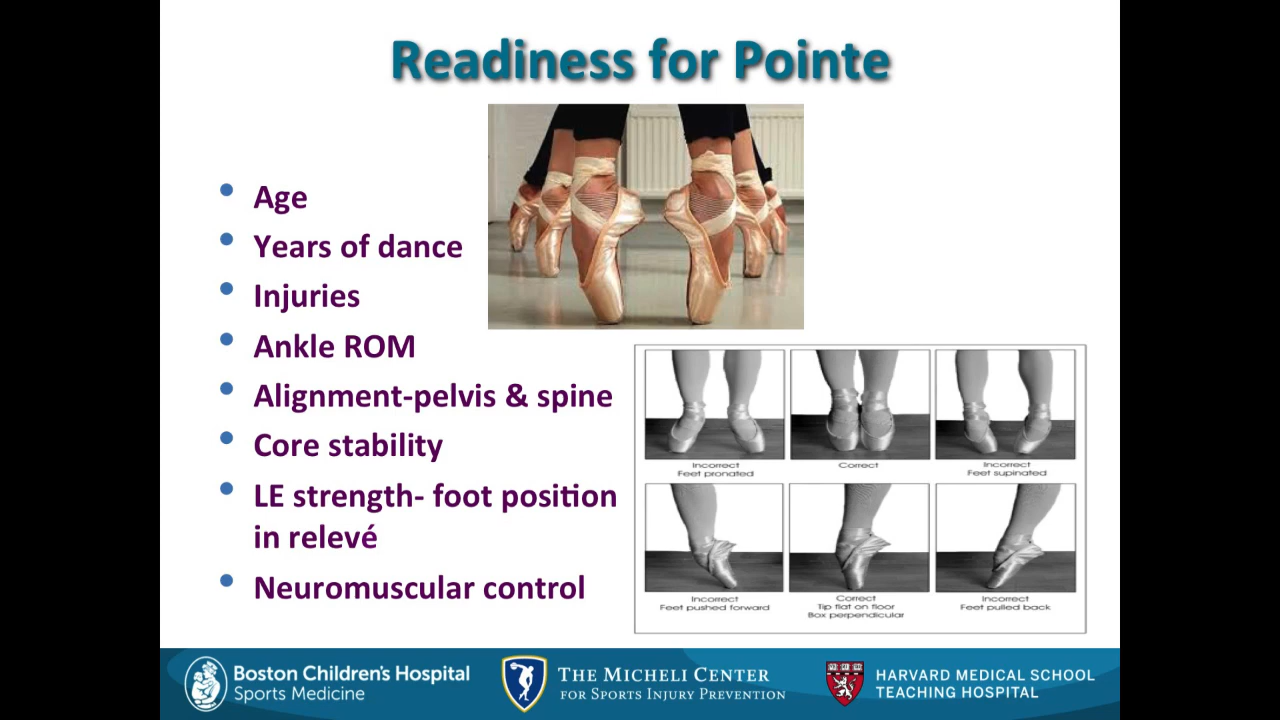 Readiness for Pointe
Age
Years of dance
Injuries
Ankle ROM
Alignment-pelvis & spine
Core stability
LE strength- foot position
in relevé
Neuromuscular control
Incorrect
Feet pronated
Correct
Incorrect
Feet supinated
Incorrect
Feet pushed forward
Correct
Tip flat on floor
Box perpendicular
Incorrect
Feet pulled back
Boston Children's Hospital
Sports Medicine
THE MICHELI CENTER
FOR SPORTS INJURY PREVENTION
HARVARD MEDICAL SCHOOL
TEACHING HOSPITAL